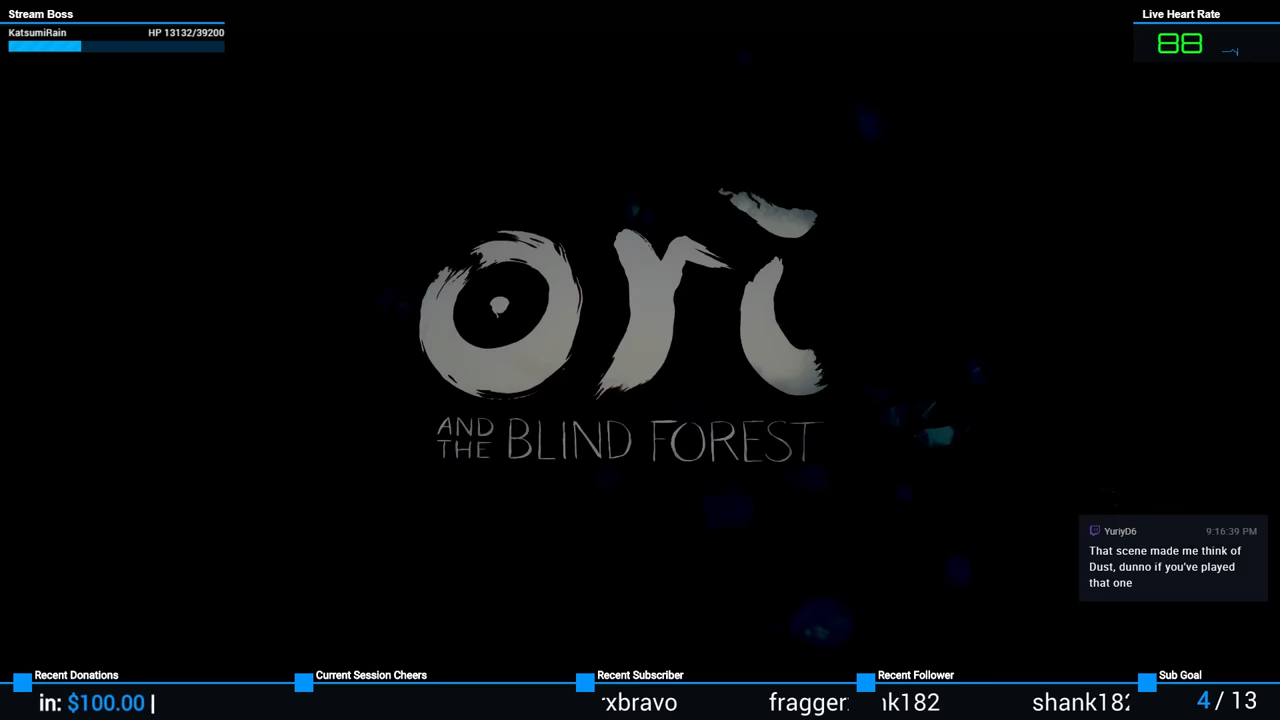 Stream Boss
KatsumiRain HP 13132/39200
Live Heart Rate
88
ori
AND THE BLIND FOREST
YuriyD6 9:16:39 PM
That scene made me think of
Dust, dunno if you've played
that one
Recent Donations
in: $100.00 |
Current Session Cheers
Recent Subscriber
xbravo fragger
Recent Follower
nk182 shank182
Sub Goal
4 / 13